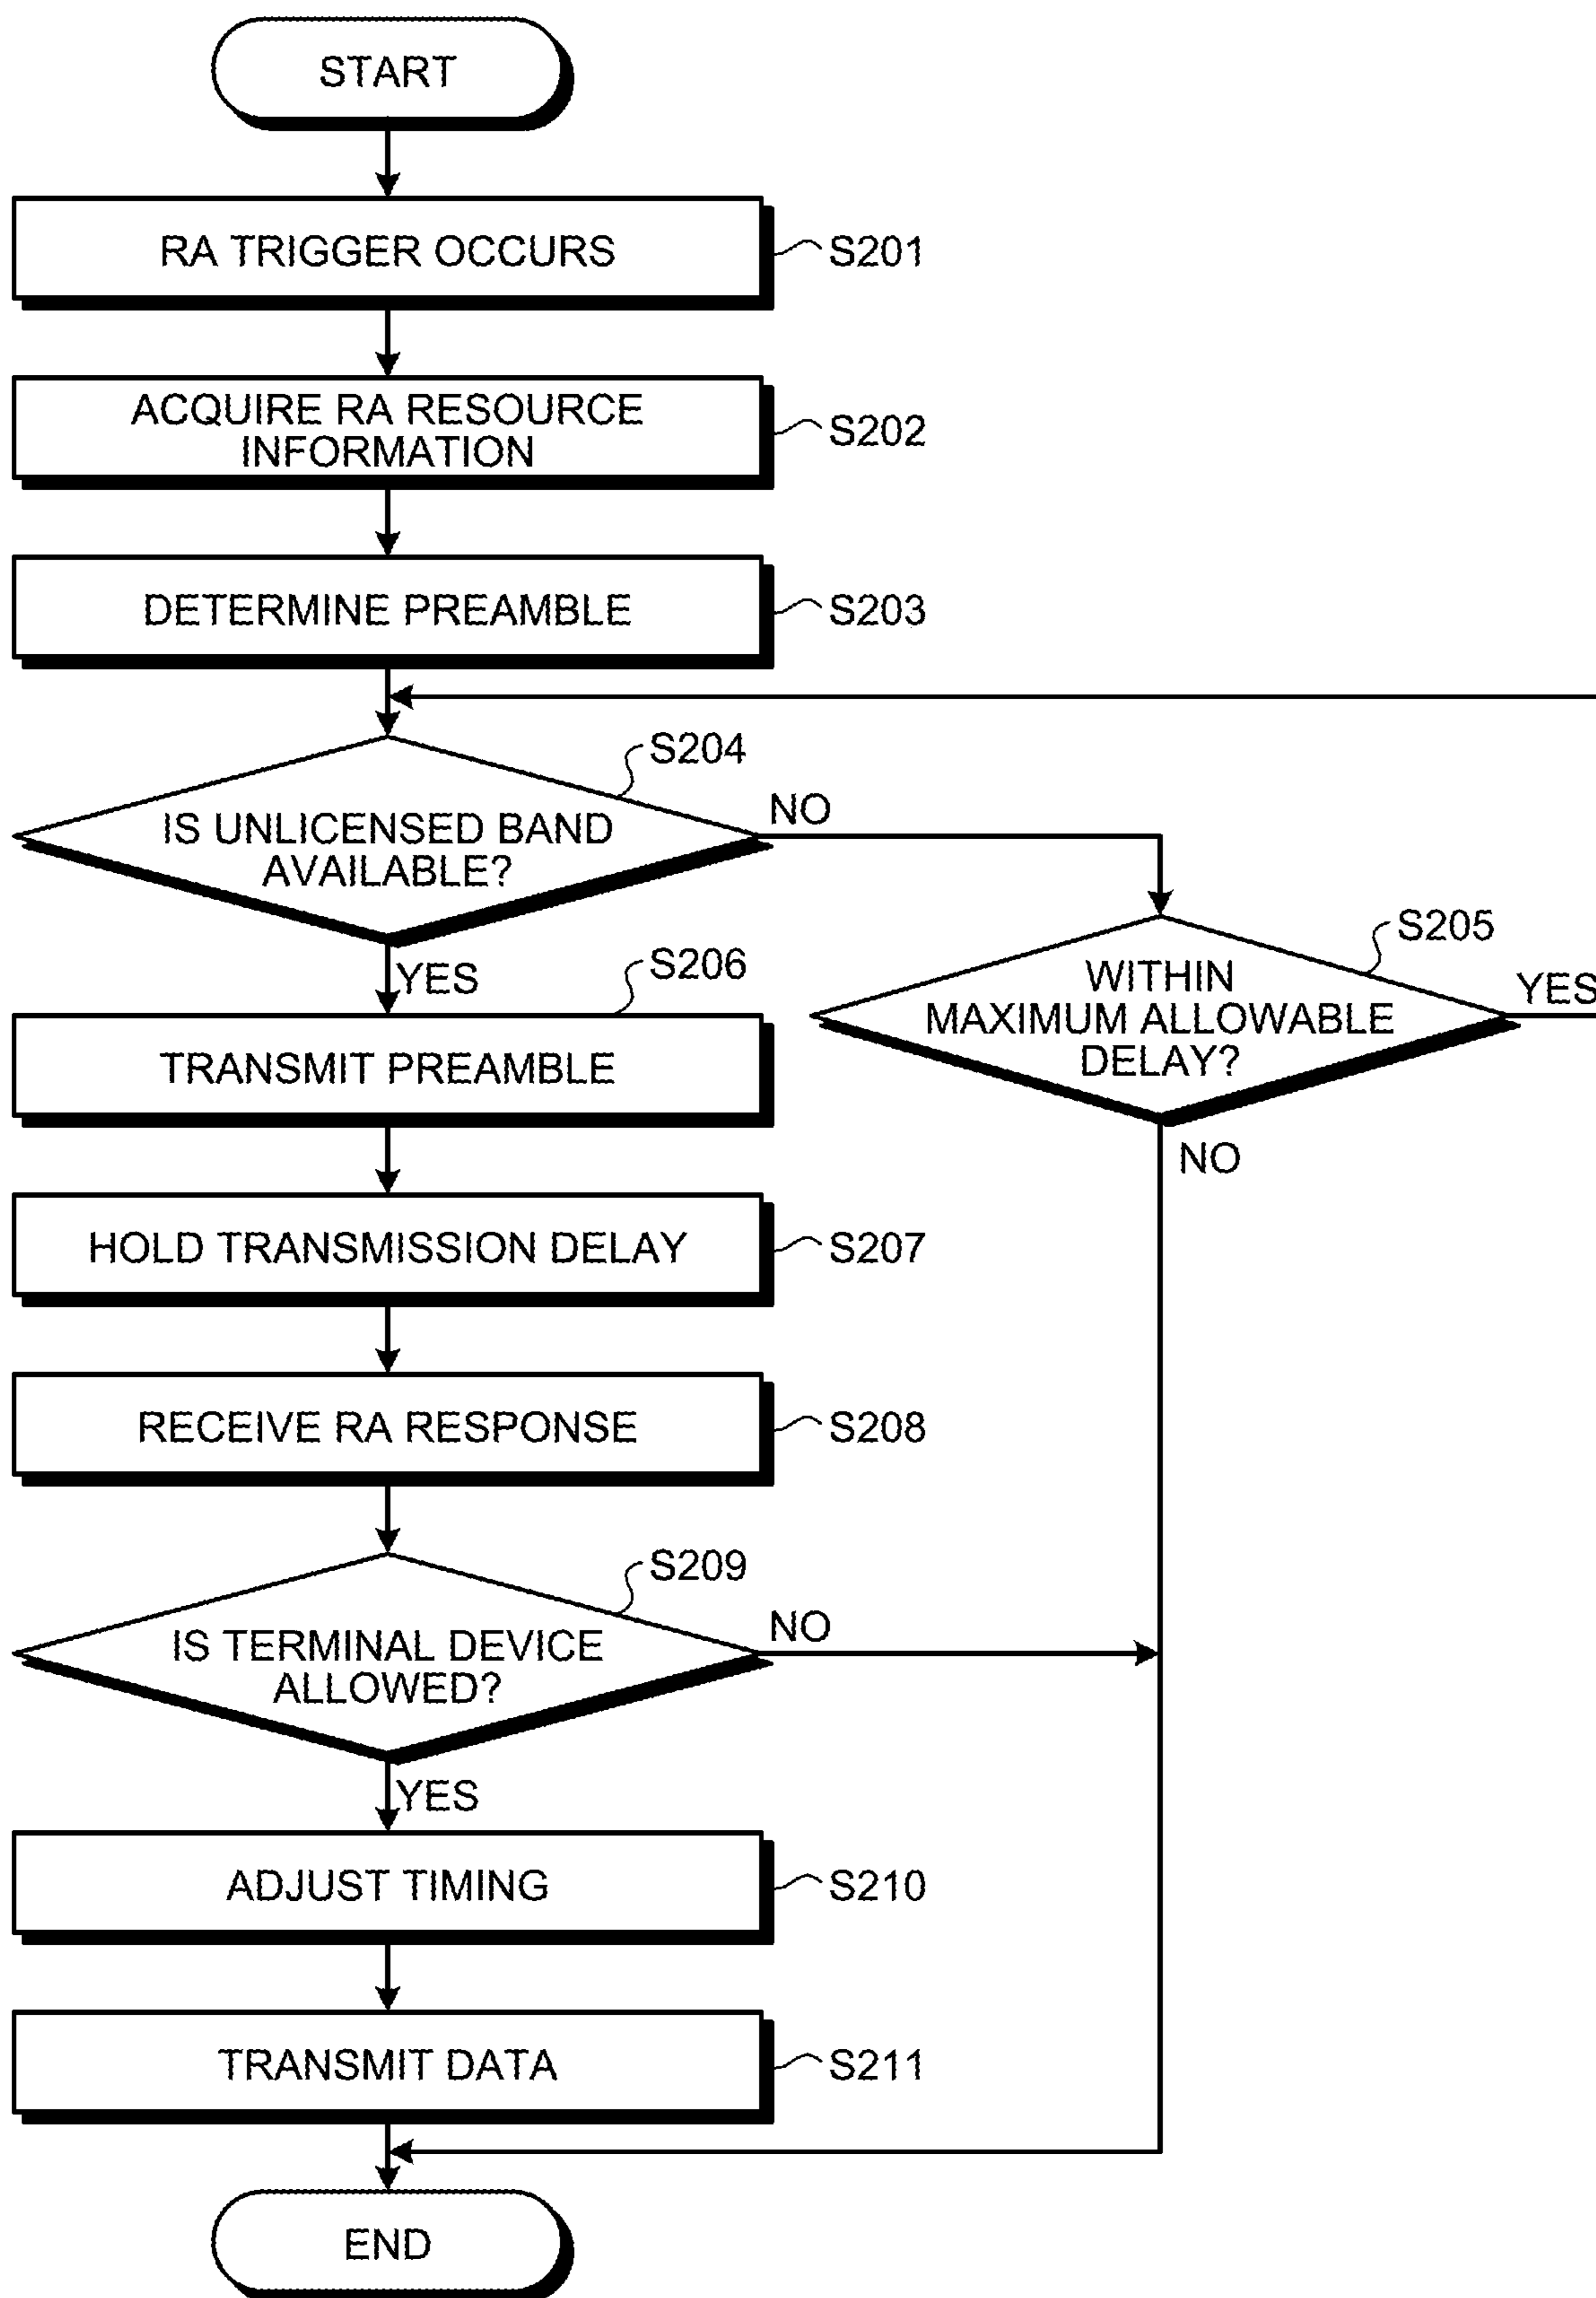 START
RA TRIGGER OCCURS
S201
ACQUIRE RA RESOURCE
INFORMATION
S202
DETERMINE PREAMBLE
S203
S204
IS UNLICENSED BAND
AVAILABLE?
NO
YES
S205
WITHIN
MAXIMUM ALLOWABLE
DELAY?
YES
NO
S206
TRANSMIT PREAMBLE
HOLD TRANSMISSION DELAY
S207
RECEIVE RA RESPONSE
S208
S209
IS TERMINAL DEVICE
ALLOWED?
NO
YES
ADJUST TIMING
S210
TRANSMIT DATA
S211
END